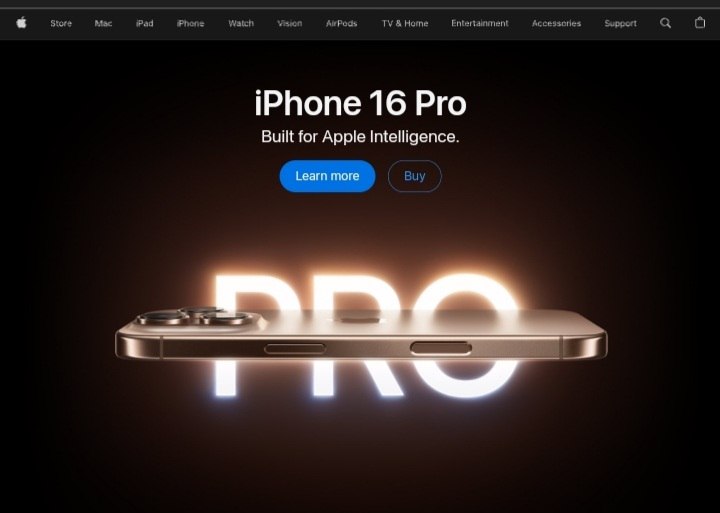 Store Mac iPad iPhone Watch Vision AirPods TV & Home Entertainment Accessories Support
iPhone 16 Pro
Built for Apple Intelligence.
Learn more Buy
PRO